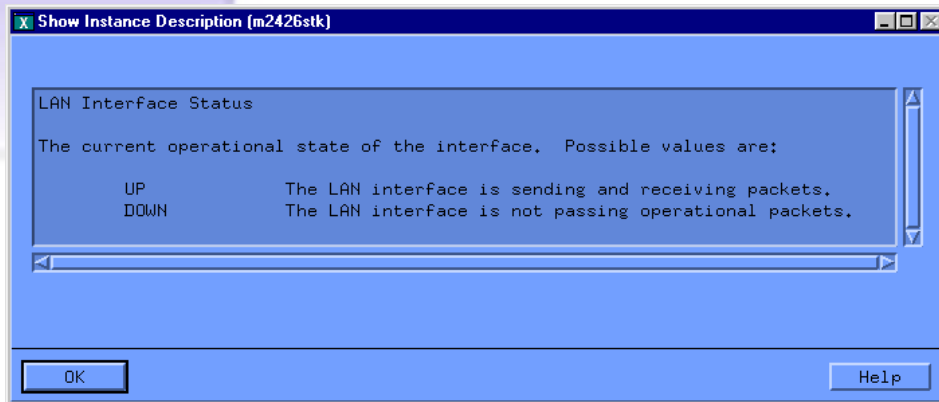 Show Instance Description (m2426stk)
LAN Interface Status
The current operational state of the interface. Possible values are:
UP The LAN interface is sending and receiving packets.
DOWN The LAN interface is not passing operational packets.
OK Help